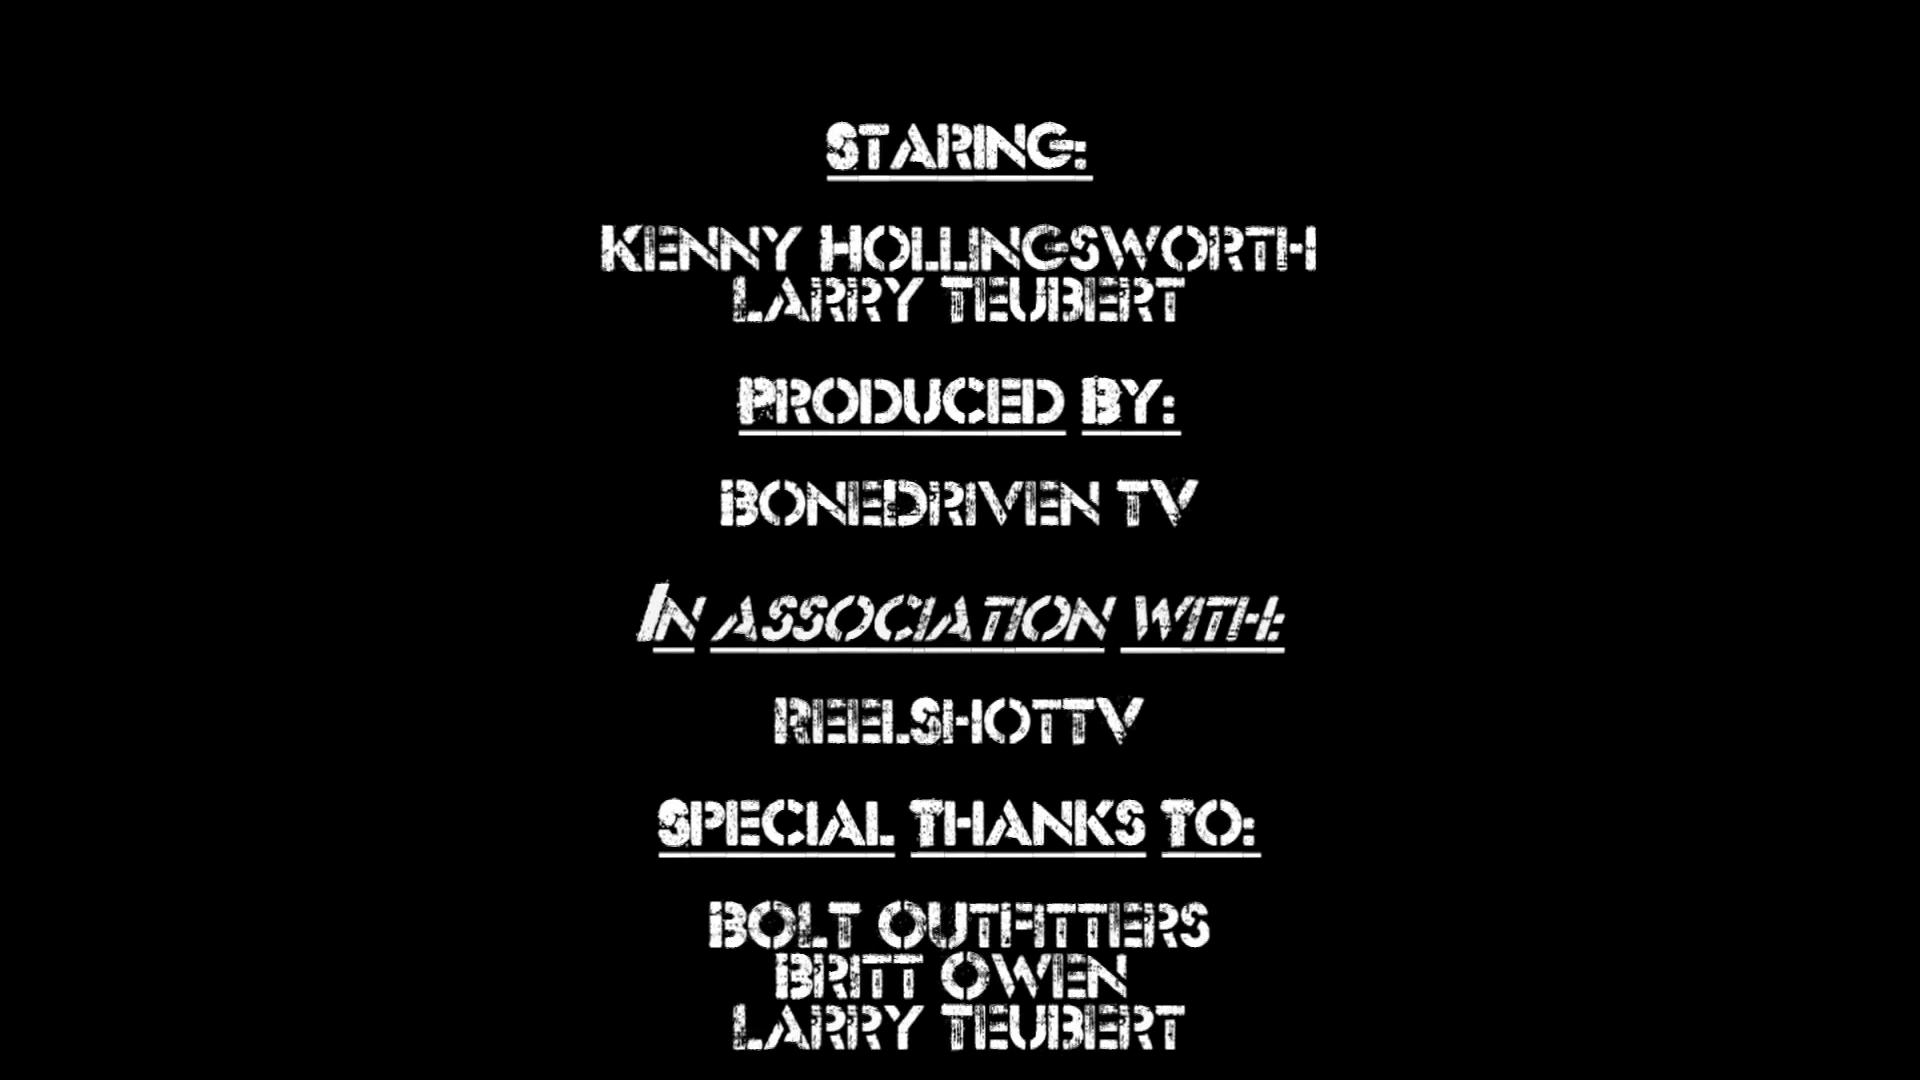 Staring:
Kenny Hollingsworth
Larry Teubert
Produced By:
BoneDriven TV
In association with:
ReelShotTV
Special Thanks To:
Bolt Outfitters
Britt Owen
Larry Teubert